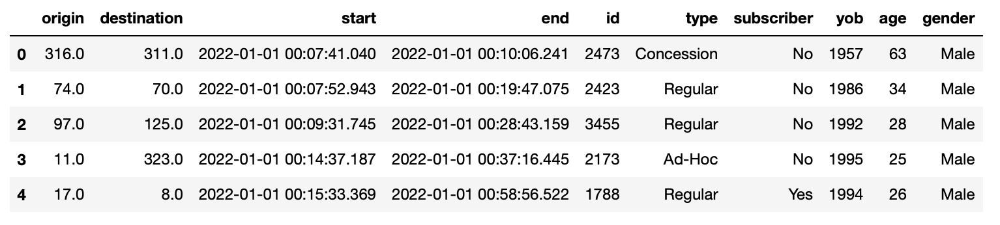 origin destination start end id type subscriber yob age gender
0 316.0 311.0 2022-01-01 00:07:41.040 2022-01-01 00:10:06.241 2473 Concession No 1957 63 Male
1 74.0 70.0 2022-01-01 00:07:52.943 2022-01-01 00:19:47.075 2423 Regular No 1986 34 Male
2 97.0 125.0 2022-01-01 00:09:31.745 2022-01-01 00:28:43.159 3455 Regular No 1992 28 Male
3 11.0 323.0 2022-01-01 00:14:37.187 2022-01-01 00:37:16.445 2173 Ad-Hoc No 1995 25 Male
4 17.0 8.0 2022-01-01 00:15:33.369 2022-01-01 00:58:56.522 1788 Regular Yes 1994 26 Male